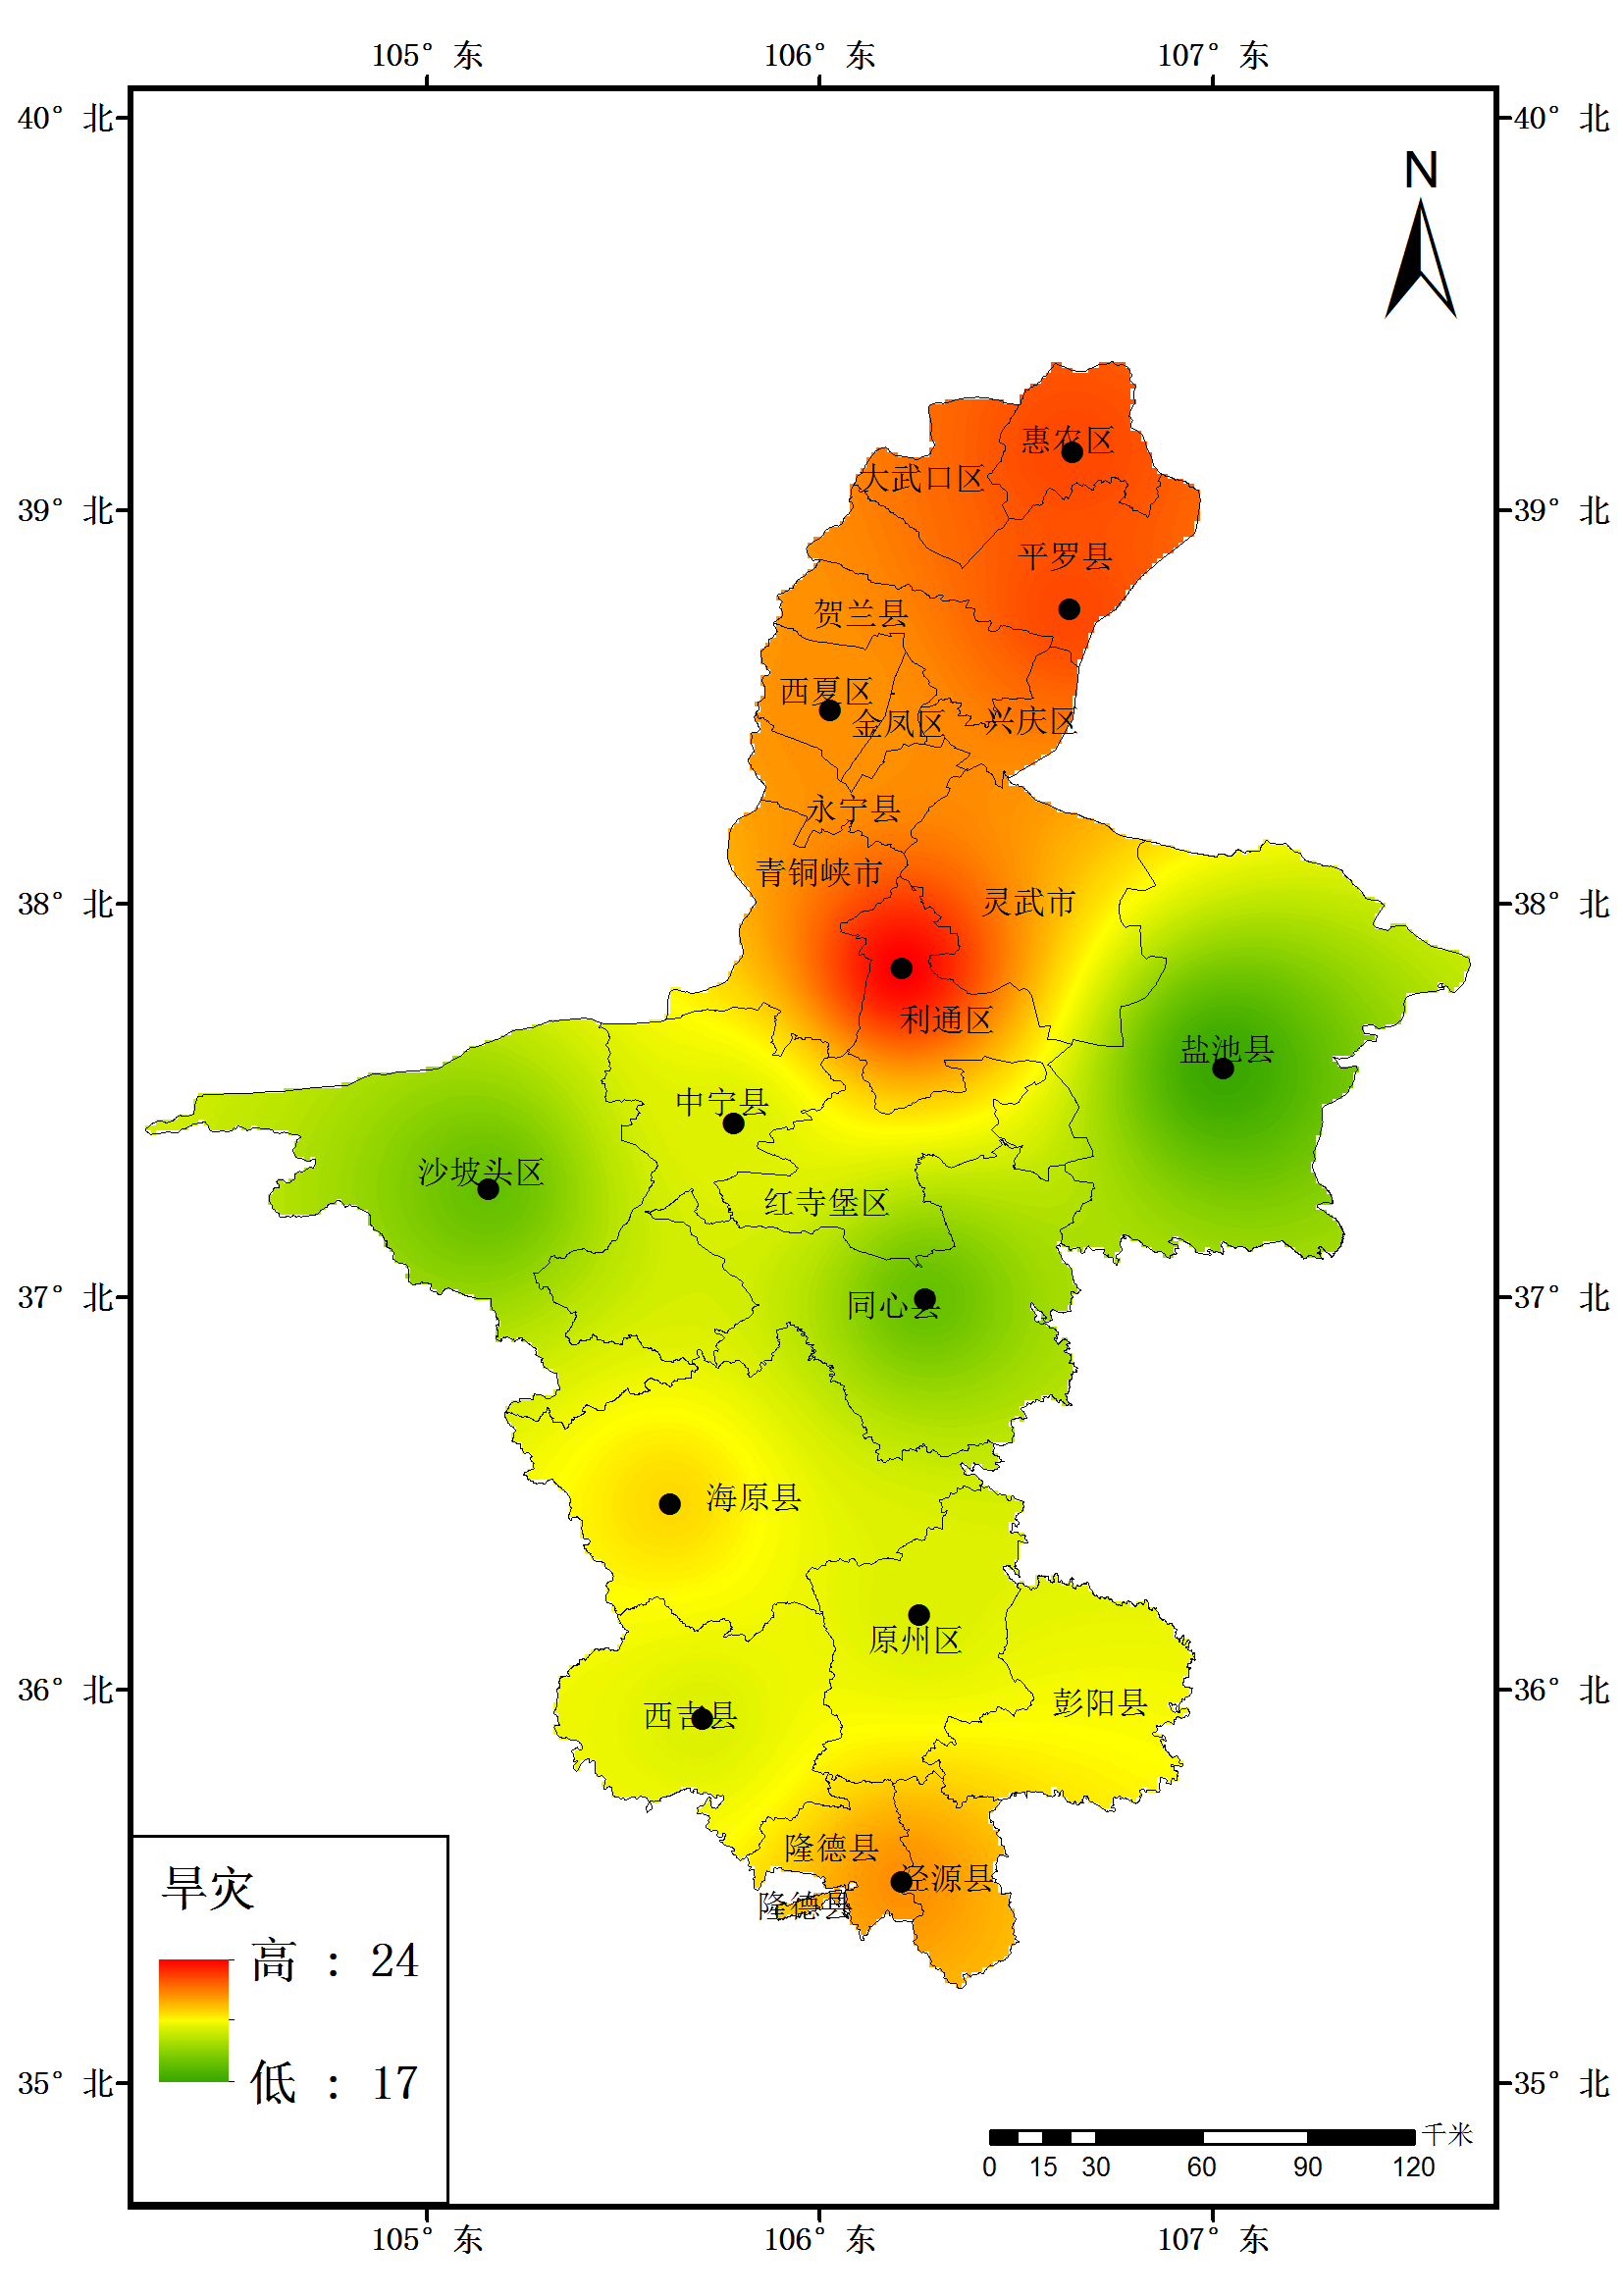 105° 东 106° 东 107° 东
40° 北 40° 北
N
惠农区
大武口区
39° 北 39° 北
平罗县
贺兰县
西夏区
金凤区 兴庆区
永宁县
青铜峡市
灵武市
38° 北 38° 北
利通区
盐池县
中宁县
沙坡头区
红寺堡区
37° 北 37° 北
同心县
海原县
原州区
36° 北 36° 北
彭阳县
西吉县
隆德县
泾源县
隆德县
旱灾
高 : 24
低 : 17
35° 北 35° 北
千米
0 15 30 60 90 120
105° 东 106° 东 107° 东